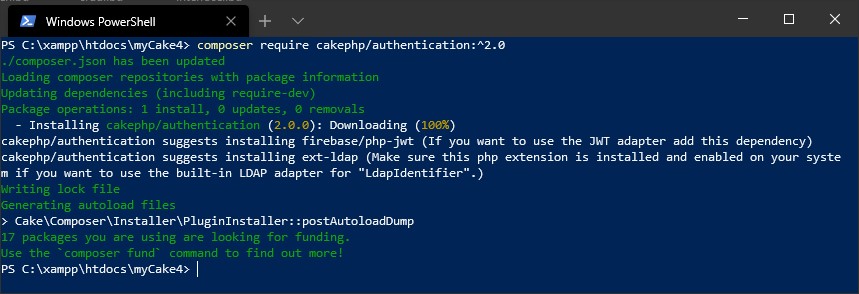 Windows PowerShell
PS C:\xampp\htdocs\myCake4> composer require cakephp/authentication:^2.0
./composer.json has been updated
Loading composer repositories with package information
Updating dependencies (including require-dev)
Package operations: 1 install, 0 updates, 0 removals
  - Installing cakephp/authentication (2.0.0): Downloading (100%)
cakephp/authentication suggests installing firebase/php-jwt (If you want to use the JWT adapter add this dependency)
cakephp/authentication suggests installing ext-ldap (Make sure this php extension is installed and enabled on your syste
m if you want to use the built-in LDAP adapter for "LdapIdentifier".)
Writing lock file
Generating autoload files
> Cake\Composer\Installer\PluginInstaller::postAutoloadDump
17 packages you are using are looking for funding.
Use the `composer fund` command to find out more!
PS C:\xampp\htdocs\myCake4>